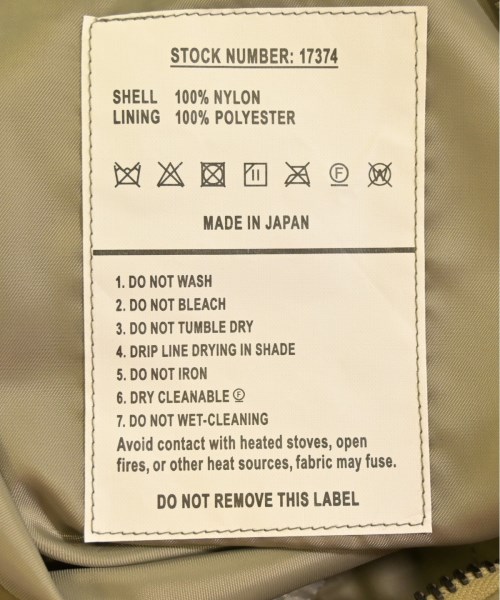 STOCK NUMBER: 17374
SHELL 100% NYLON
LINING 100% POLYESTER
F W
MADE IN JAPAN
1. DO NOT WASH
2. DO NOT BLEACH
3. DO NOT TUMBLE DRY
4. DRIP LINE DRYING IN SHADE
5. DO NOT IRON
6. DRY CLEANABLE Ⓕ
7. DO NOT WET-CLEANING
Avoid contact with heated stoves, open
fires, or other heat sources, fabric may fuse.
DO NOT REMOVE THIS LABEL